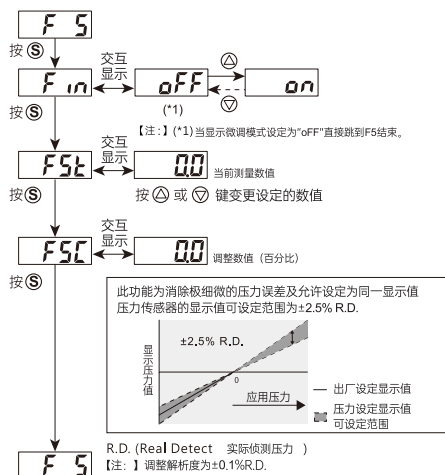 F 5
按Ⓢ
F in
交互
显示
oFF
on
(*1)
【注:】(*1)当显示微调模式设定为"oFF"直接跳到F5结束。
按Ⓢ
FSt
交互
显示
0.0
当前测量数值
按 △ 或 ▽ 键变更设定的数值
按Ⓢ
FSC
交互
显示
0.0
调整数值（百分比）
按Ⓢ
此功能为消除极细微的压力误差及允许设定为同一显示值
压力传感器的显示值可设定范围为±2.5% R.D.
显示压力值
±2.5% R.D.
0
应用压力
出厂设定显示值
压力设定显示值
可设定范围
F 5
R.D. (Real Detect 实际侦测压力 )
【注: 】调整解析度为±0.1%R.D.